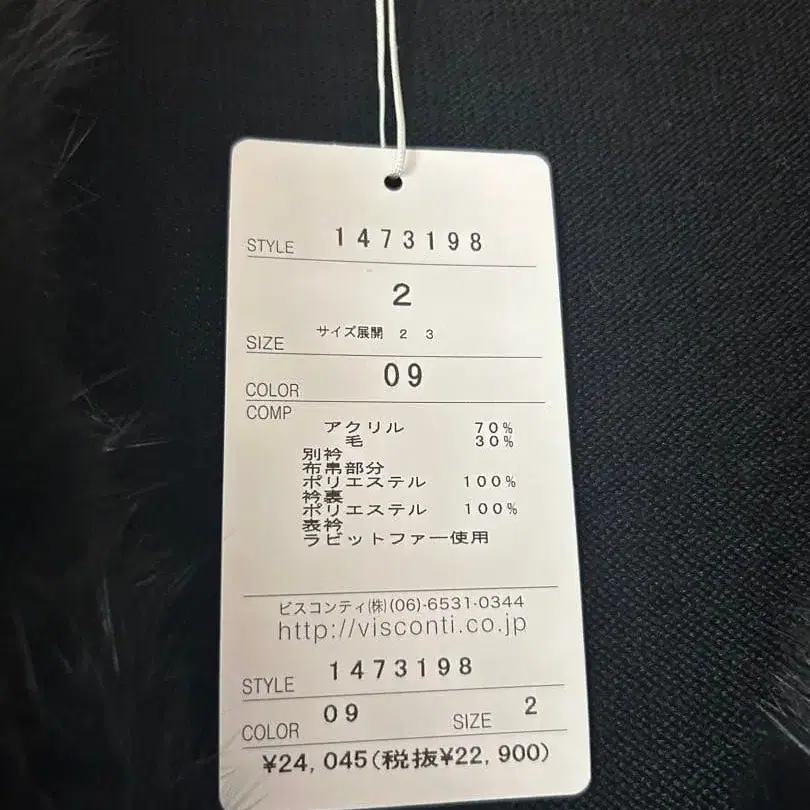 STYLE 1473198
2
SIZE サイズ展開 2 3
COLOR 09
COMP
アクリル 70%
毛 30%
別衿
布帛部分
ポリエステル 100%
衿裏
ポリエステル 100%
表衿
ラビットファー使用
ビスコンティ(株)(06)-6531-0344
http://visconti.co.jp
STYLE 1473198
COLOR 09 SIZE 2
¥24,045(税抜¥22,900)